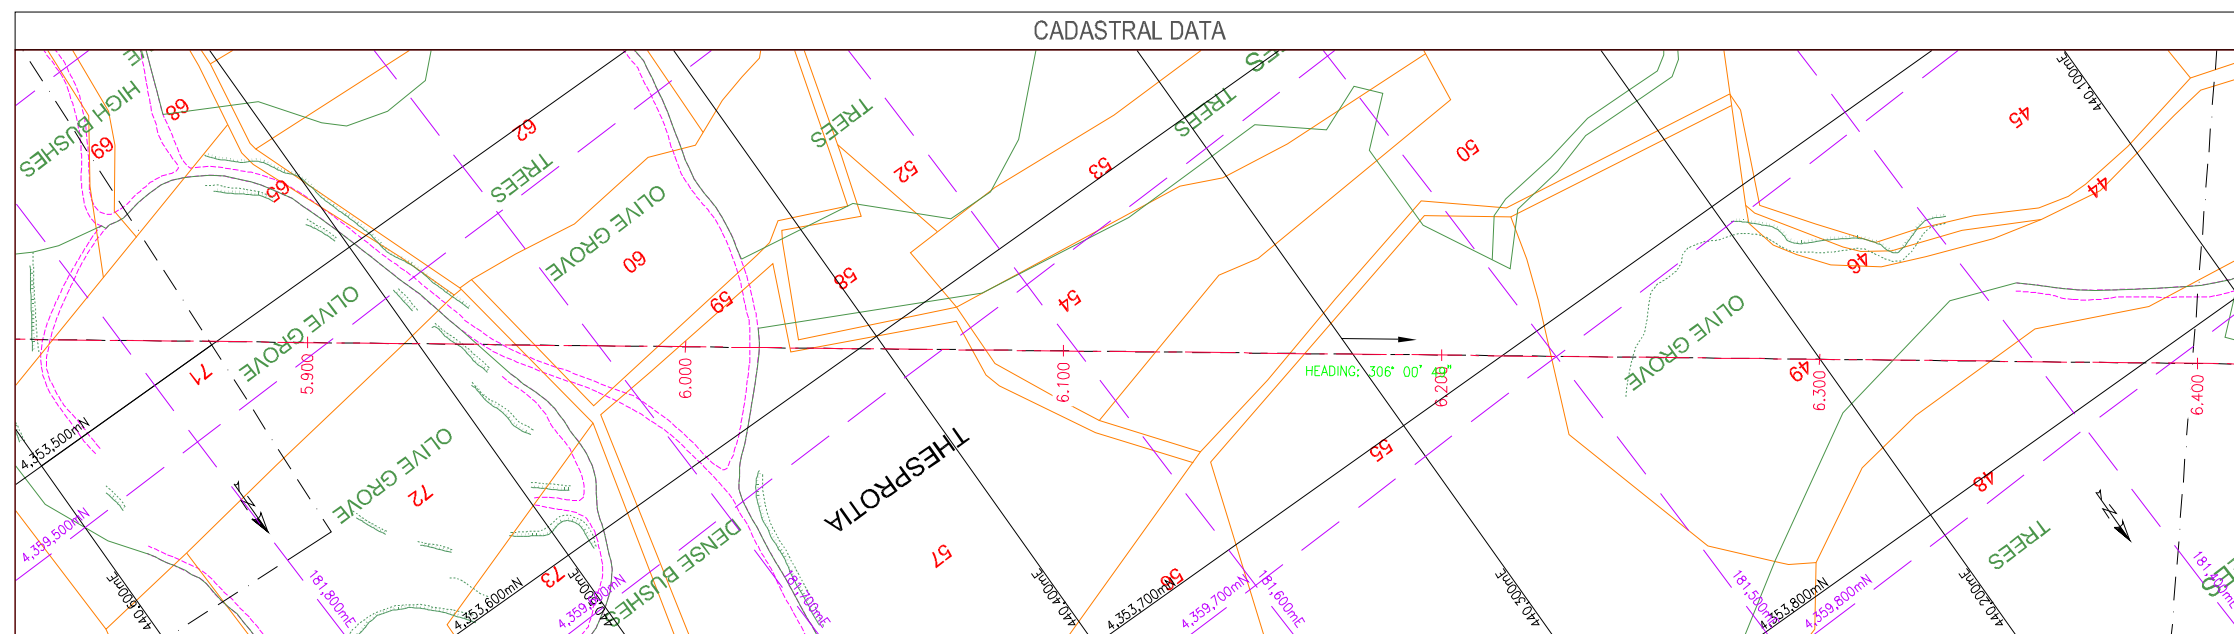 CADASTRAL DATA
HIGH BUSHES
68
69
65
62
TREES
OLIVE GROVE
60
59
TREES
52
58
TREES
53
54
50
45
44
46
OLIVE GROVE
49
48
TREES
OLIVE GROVE
71
OLIVE GROVE
72
73
DENSE BUSHES
THESPROTIA
57
56
55
5.900
6.000
6.100
6.200
6.300
6.400
HEADING: 306° 00'
4,353,500mN
4,359,500mN
440,600mE
181,800mE
4,353,600mN
181,700mE
440,400mE
4,353,700mN
4,359,700mN
181,600mE
440,300mE
4,353,800mN
4,359,800mN
440,200mE
440,100mE
N
N